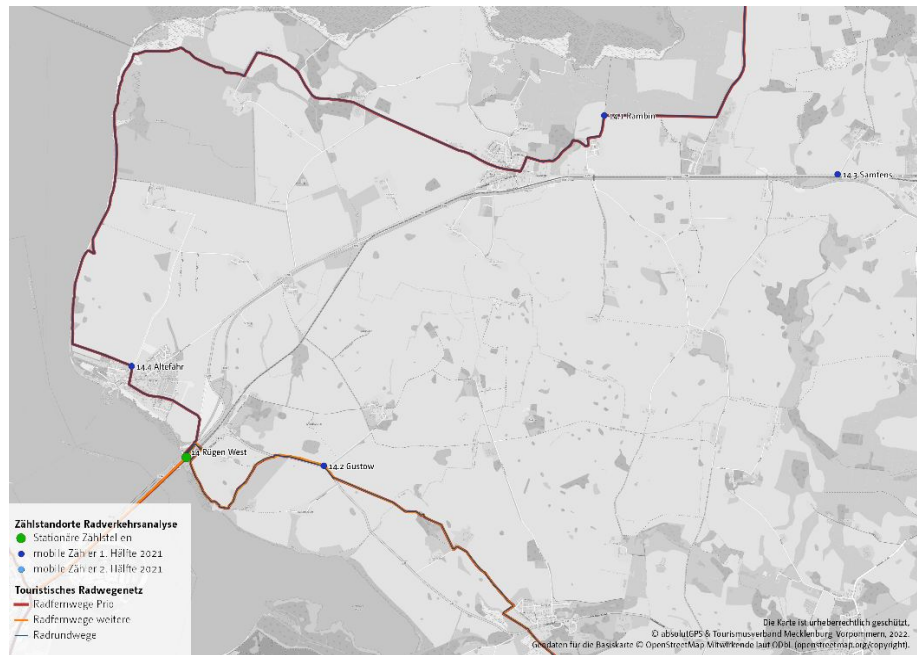 14.1 Rambin
14.3 Samtens
14.4 Altefähr
14 Rügen West
14.2 Gustow
Zählstandorte Radverkehrsanalyse
Stationäre Zählstellen
mobile Zähler 1. Hälfte 2021
mobile Zähler 2. Hälfte 2021
Touristisches Radwegenetz
Radfernwege Prio
Radfernwege weitere
Radrundwege
Die Karte ist urheberrechtlich geschützt,
© absolutGPS & Tourismusverband Mecklenburg-Vorpommern, 2022.
Geodaten für die Basiskarte © OpenStreetMap Mitwirkende laut ODbL (openstreetmap.org/copyright).